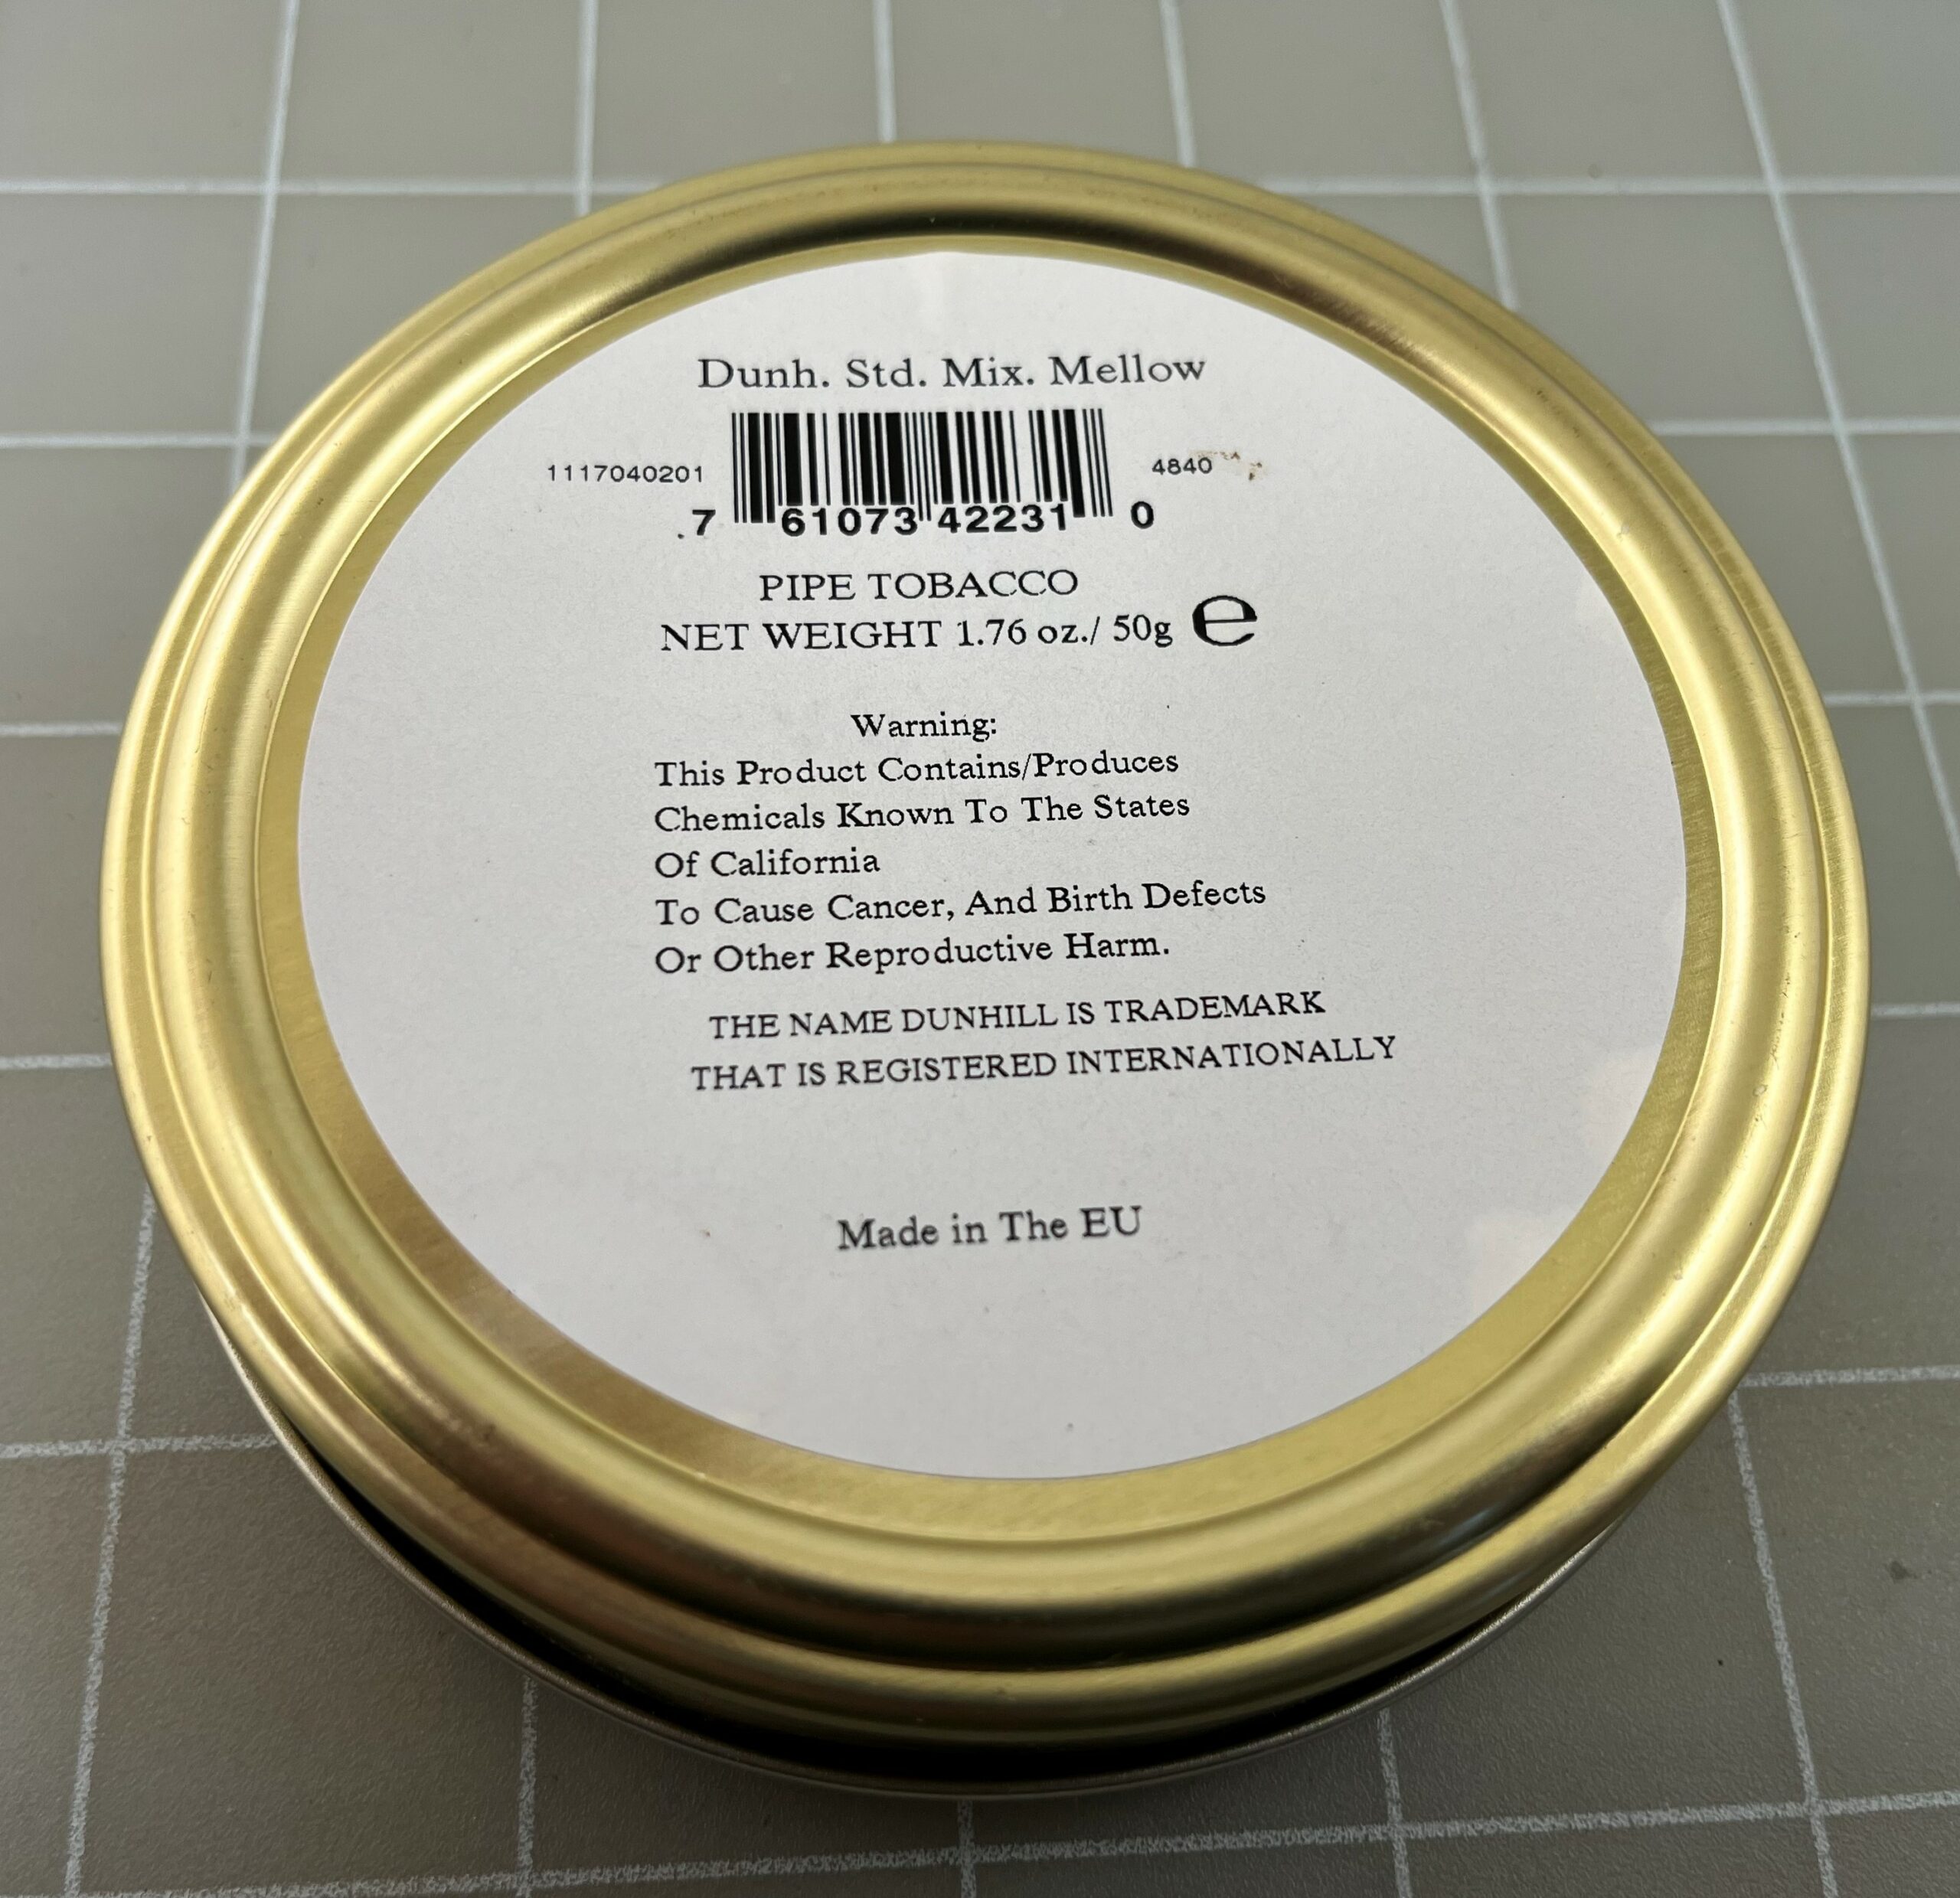 Dunh. Std. Mix. Mellow
1117040201
4840
.7 61073 42231 0
PIPE TOBACCO
NET WEIGHT 1.76 oz./ 50g e
Warning:
This Product Contains/Produces
Chemicals Known To The States
Of California
To Cause Cancer, And Birth Defects
Or Other Reproductive Harm.
THE NAME DUNHILL IS TRADEMARK
THAT IS REGISTERED INTERNATIONALLY
Made in The EU